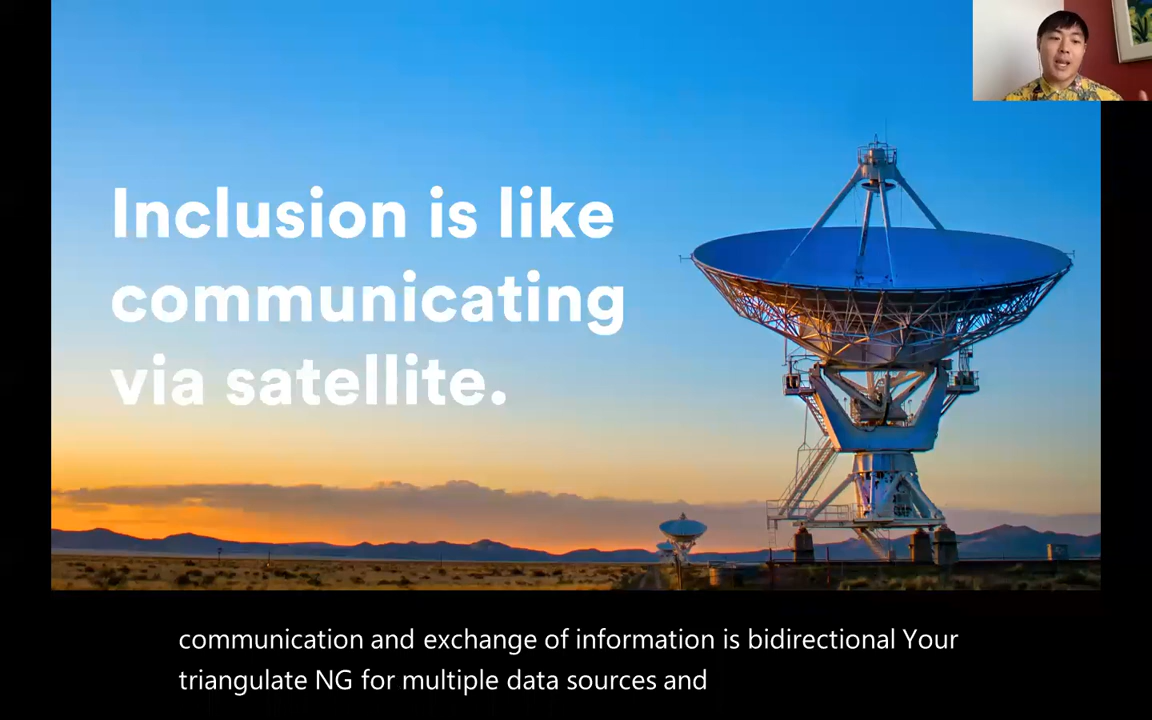 Inclusion is like
communicating
via satellite.
communication and exchange of information is bidirectional Your
triangulate NG for multiple data sources and